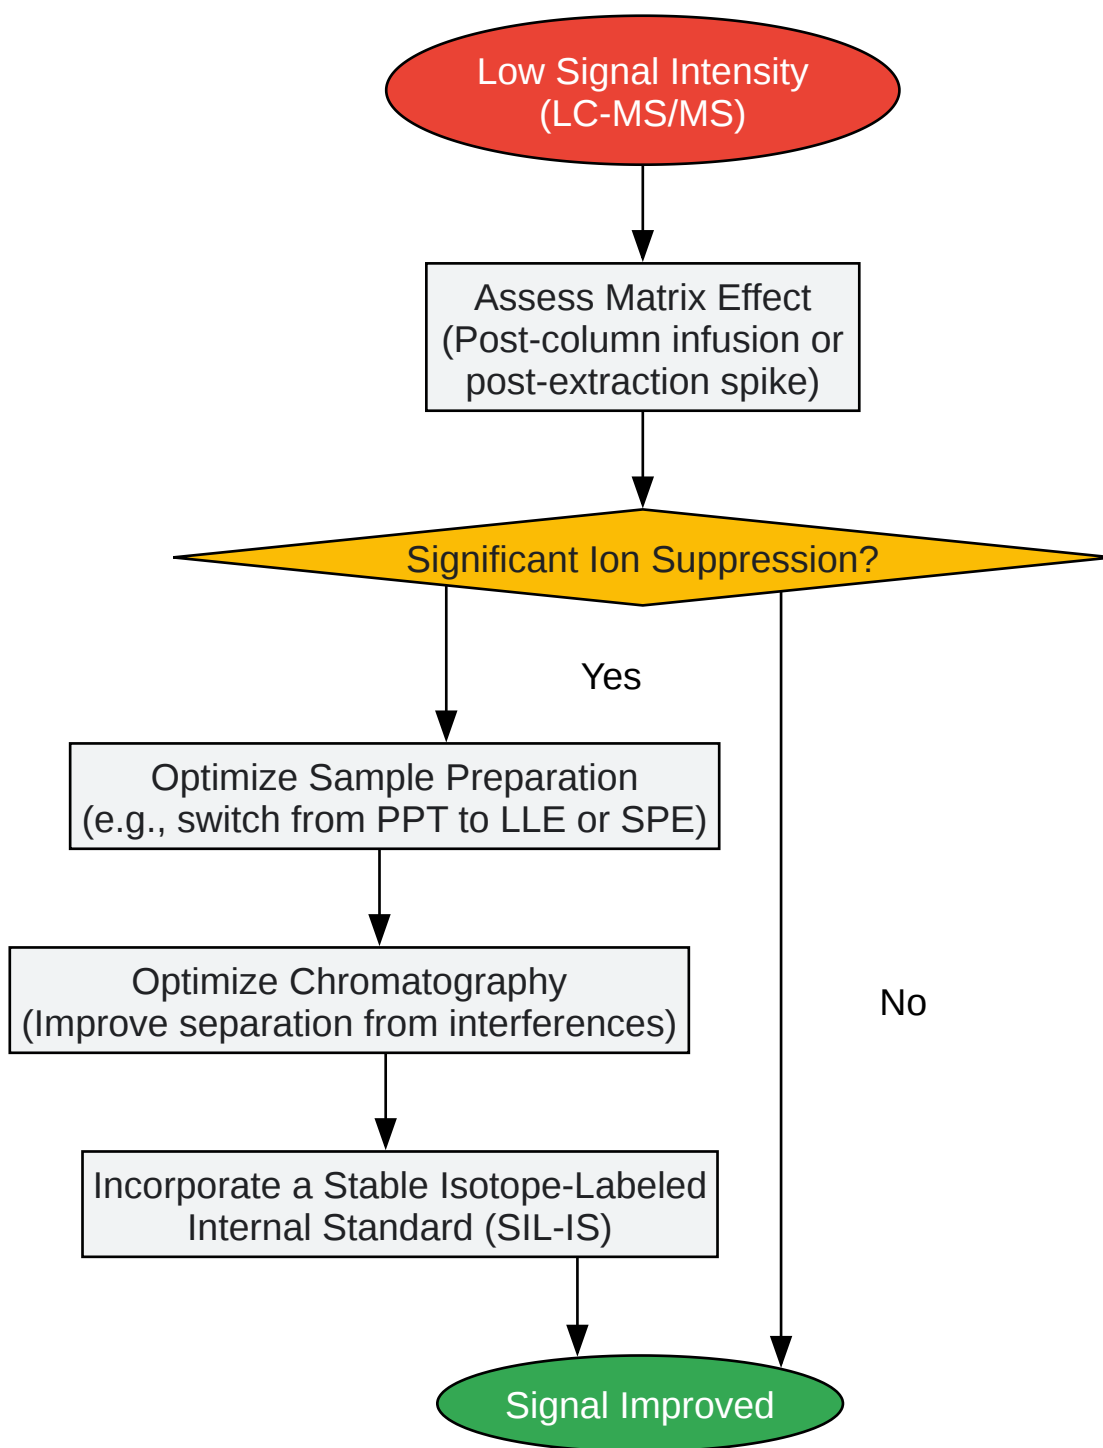 Low Signal Intensity
(LC-MS/MS)
Assess Matrix Effect
(Post-column infusion or
post-extraction spike)
Significant Ion Suppression?
Yes
Optimize Sample Preparation
(e.g., switch from PPT to LLE or SPE)
Optimize Chromatography
(Improve separation from interferences)
No
Incorporate a Stable Isotope-Labeled
Internal Standard (SIL-IS)
Signal Improved